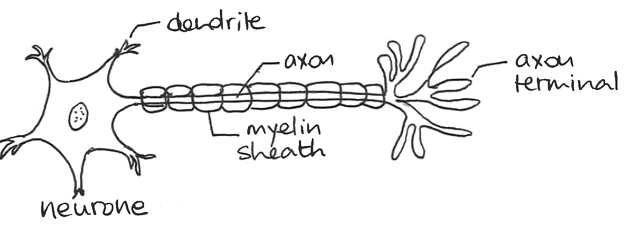 dendrite
axon
axon
terminal
myelin
sheath
neurone